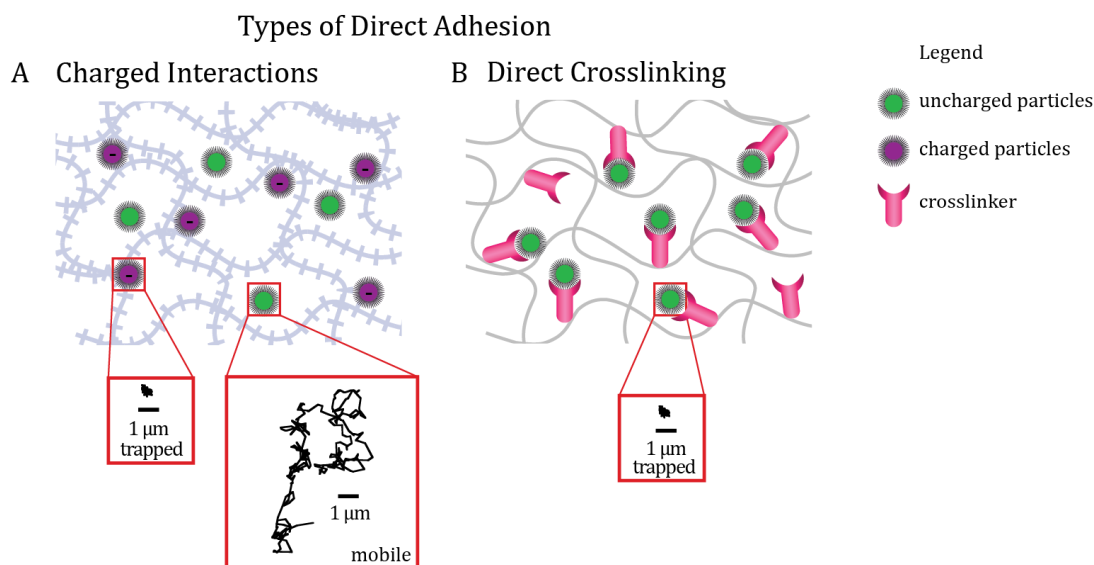 Types of Direct Adhesion
A Charged Interactions
B Direct Crosslinking
Legend
uncharged particles
charged particles
crosslinker
-
-
-
-
-
-
1 μm
trapped
1 μm
mobile
1 μm
trapped